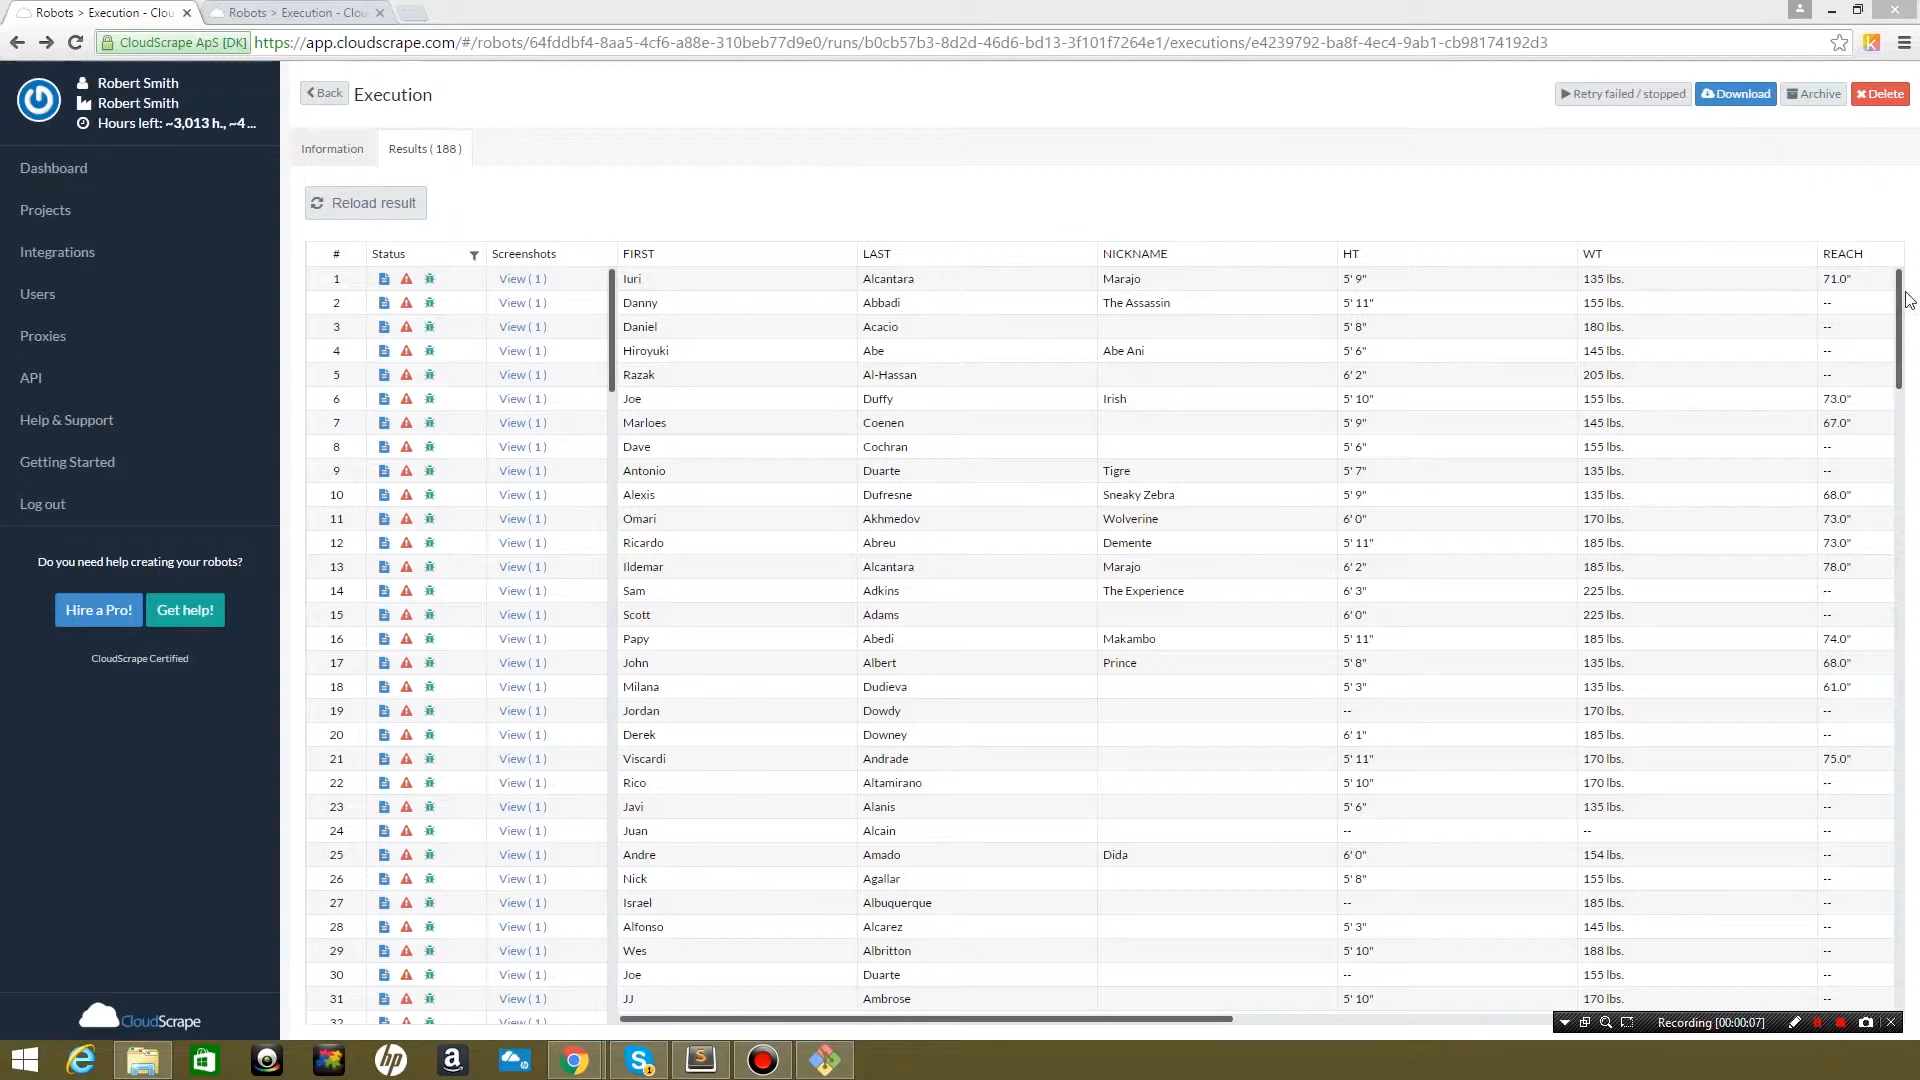 Robots > Execution - Clou
Robots > Execution - Clou
CloudScrape ApS [DK]
https://app.cloudscrape.com/#/robots/64fddbf4-8aa5-4cf6-a88e-310beb77d9e0/runs/b0cb57b3-8d2d-46d6-bd13-3f101f7264e1/executions/e4239792-ba8f-4ec4-9ab1-cb98174192d3
Robert Smith
Robert Smith
Hours left: ~3,013 h., ~4 ...
Dashboard
Projects
Integrations
Users
Proxies
API
Help & Support
Getting Started
Log out
Do you need help creating your robots?
Hire a Pro! Get help!
CloudScrape Certified
CloudScrape
Back Execution
Retry failed / stopped Download Archive Delete
Information Results ( 188 )
Reload result
# Status Screenshots FIRST LAST NICKNAME HT WT REACH
1 View ( 1 ) Iuri Alcantara Marajo 5' 9" 135 lbs. 71.0"
2 View ( 1 ) Danny Abbadi The Assassin 5' 11" 155 lbs. --
3 View ( 1 ) Daniel Acacio 5' 8" 180 lbs. --
4 View ( 1 ) Hiroyuki Abe Abe Ani 5' 6" 145 lbs. --
5 View ( 1 ) Razak Al-Hassan 6' 2" 205 lbs. --
6 View ( 1 ) Joe Duffy Irish 5' 10" 155 lbs. 73.0"
7 View ( 1 ) Marloes Coenen 5' 9" 145 lbs. 67.0"
8 View ( 1 ) Dave Cochran 5' 6" 155 lbs. --
9 View ( 1 ) Antonio Duarte Tigre 5' 7" 135 lbs. --
10 View ( 1 ) Alexis Dufresne Sneaky Zebra 5' 9" 135 lbs. 68.0"
11 View ( 1 ) Omari Akhmedov Wolverine 6' 0" 170 lbs. 73.0"
12 View ( 1 ) Ricardo Abreu Demente 5' 11" 185 lbs. 73.0"
13 View ( 1 ) Ildemar Alcantara Marajo 6' 2" 185 lbs. 78.0"
14 View ( 1 ) Sam Adkins The Experience 6' 3" 225 lbs. --
15 View ( 1 ) Scott Adams 6' 0" 225 lbs. --
16 View ( 1 ) Papy Abedi Makambo 5' 11" 185 lbs. 74.0"
17 View ( 1 ) John Albert Prince 5' 8" 135 lbs. 68.0"
18 View ( 1 ) Milana Dudieva 5' 3" 135 lbs. 61.0"
19 View ( 1 ) Jordan Dowdy -- 170 lbs. --
20 View ( 1 ) Derek Downey 6' 1" 185 lbs. --
21 View ( 1 ) Viscardi Andrade 5' 11" 170 lbs. 75.0"
22 View ( 1 ) Rico Altamirano 5' 10" 170 lbs. --
23 View ( 1 ) Javi Alanis 5' 6" 135 lbs. --
24 View ( 1 ) Juan Alcain -- -- --
25 View ( 1 ) Andre Amado Dida 6' 0" 154 lbs. --
26 View ( 1 ) Nick Agallar 5' 8" 155 lbs. --
27 View ( 1 ) Israel Albuquerque -- 185 lbs. --
28 View ( 1 ) Alfonso Alcarez 5' 3" 145 lbs. --
29 View ( 1 ) Wes Albritton 5' 10" 188 lbs. --
30 View ( 1 ) Joe Duarte -- 155 lbs. --
31 View ( 1 ) JJ Ambrose 5' 10" 170 lbs. --
32 View ( 1 )
Recording [00:00:07]